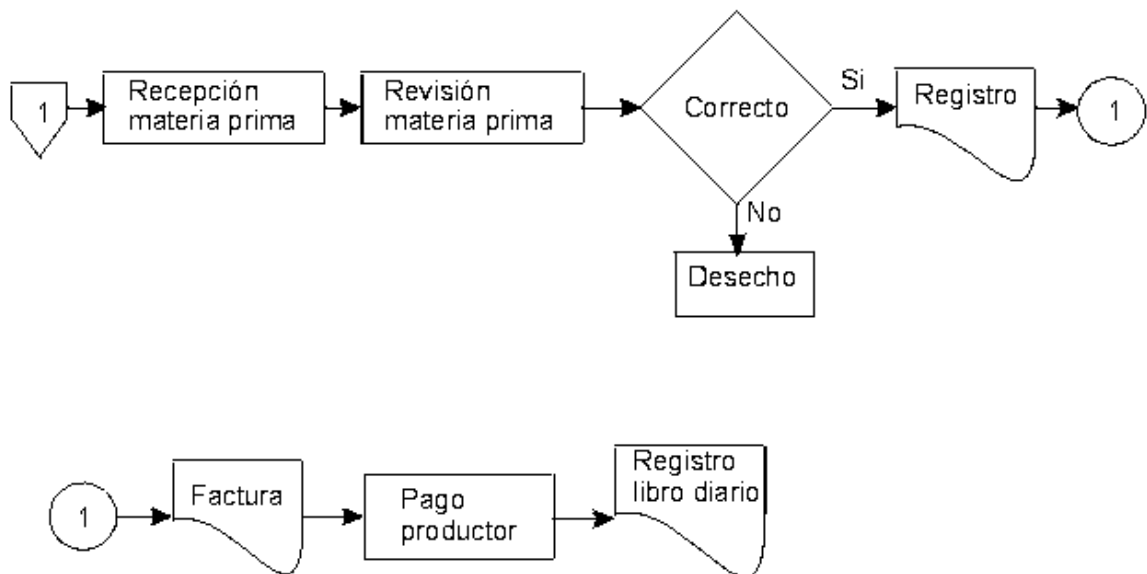 1
Recepción
materia prima
Revisión
materia prima
Correcto
Si
Registro
1
No
Desecho
1
Factura
Pago
productor
Registro
libro diario